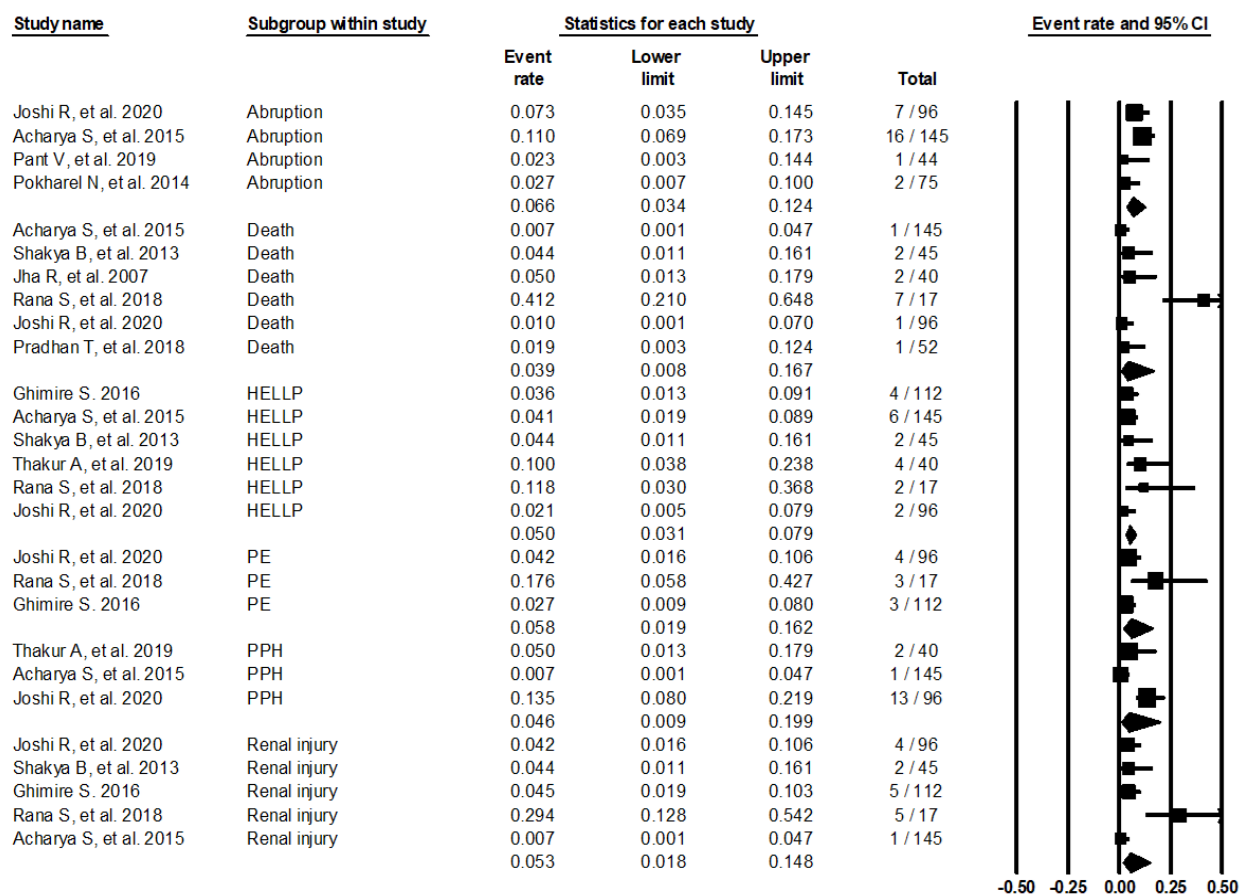 Study name Subgroup within study Statistics for each study Event rate and 95% CI
Event Lower Upper
rate limit limit Total
Joshi R, et al. 2020 Abruption 0.073 0.035 0.145 7 / 96
Acharya S, et al. 2015 Abruption 0.110 0.069 0.173 16 / 145
Pant V, et al. 2019 Abruption 0.023 0.003 0.144 1 / 44
Pokharel N, et al. 2014 Abruption 0.027 0.007 0.100 2 / 75
0.066 0.034 0.124
Acharya S, et al. 2015 Death 0.007 0.001 0.047 1 / 145
Shakya B, et al. 2013 Death 0.044 0.011 0.161 2 / 45
Jha R, et al. 2007 Death 0.050 0.013 0.179 2 / 40
Rana S, et al. 2018 Death 0.412 0.210 0.648 7 / 17
Joshi R, et al. 2020 Death 0.010 0.001 0.070 1 / 96
Pradhan T, et al. 2018 Death 0.019 0.003 0.124 1 / 52
0.039 0.008 0.167
Ghimire S. 2016 HELLP 0.036 0.013 0.091 4 / 112
Acharya S, et al. 2015 HELLP 0.041 0.019 0.089 6 / 145
Shakya B, et al. 2013 HELLP 0.044 0.011 0.161 2 / 45
Thakur A, et al. 2019 HELLP 0.100 0.038 0.238 4 / 40
Rana S, et al. 2018 HELLP 0.118 0.030 0.368 2 / 17
Joshi R, et al. 2020 HELLP 0.021 0.005 0.079 2 / 96
0.050 0.031 0.079
Joshi R, et al. 2020 PE 0.042 0.016 0.106 4 / 96
Rana S, et al. 2018 PE 0.176 0.058 0.427 3 / 17
Ghimire S. 2016 PE 0.027 0.009 0.080 3 / 112
0.058 0.019 0.162
Thakur A, et al. 2019 PPH 0.050 0.013 0.179 2 / 40
Acharya S, et al. 2015 PPH 0.007 0.001 0.047 1 / 145
Joshi R, et al. 2020 PPH 0.135 0.080 0.219 13 / 96
0.046 0.009 0.199
Joshi R, et al. 2020 Renal injury 0.042 0.016 0.106 4 / 96
Shakya B, et al. 2013 Renal injury 0.044 0.011 0.161 2 / 45
Ghimire S. 2016 Renal injury 0.045 0.019 0.103 5 / 112
Rana S, et al. 2018 Renal injury 0.294 0.128 0.542 5 / 17
Acharya S, et al. 2015 Renal injury 0.007 0.001 0.047 1 / 145
0.053 0.018 0.148
-0.50 -0.25 0.00 0.25 0.50